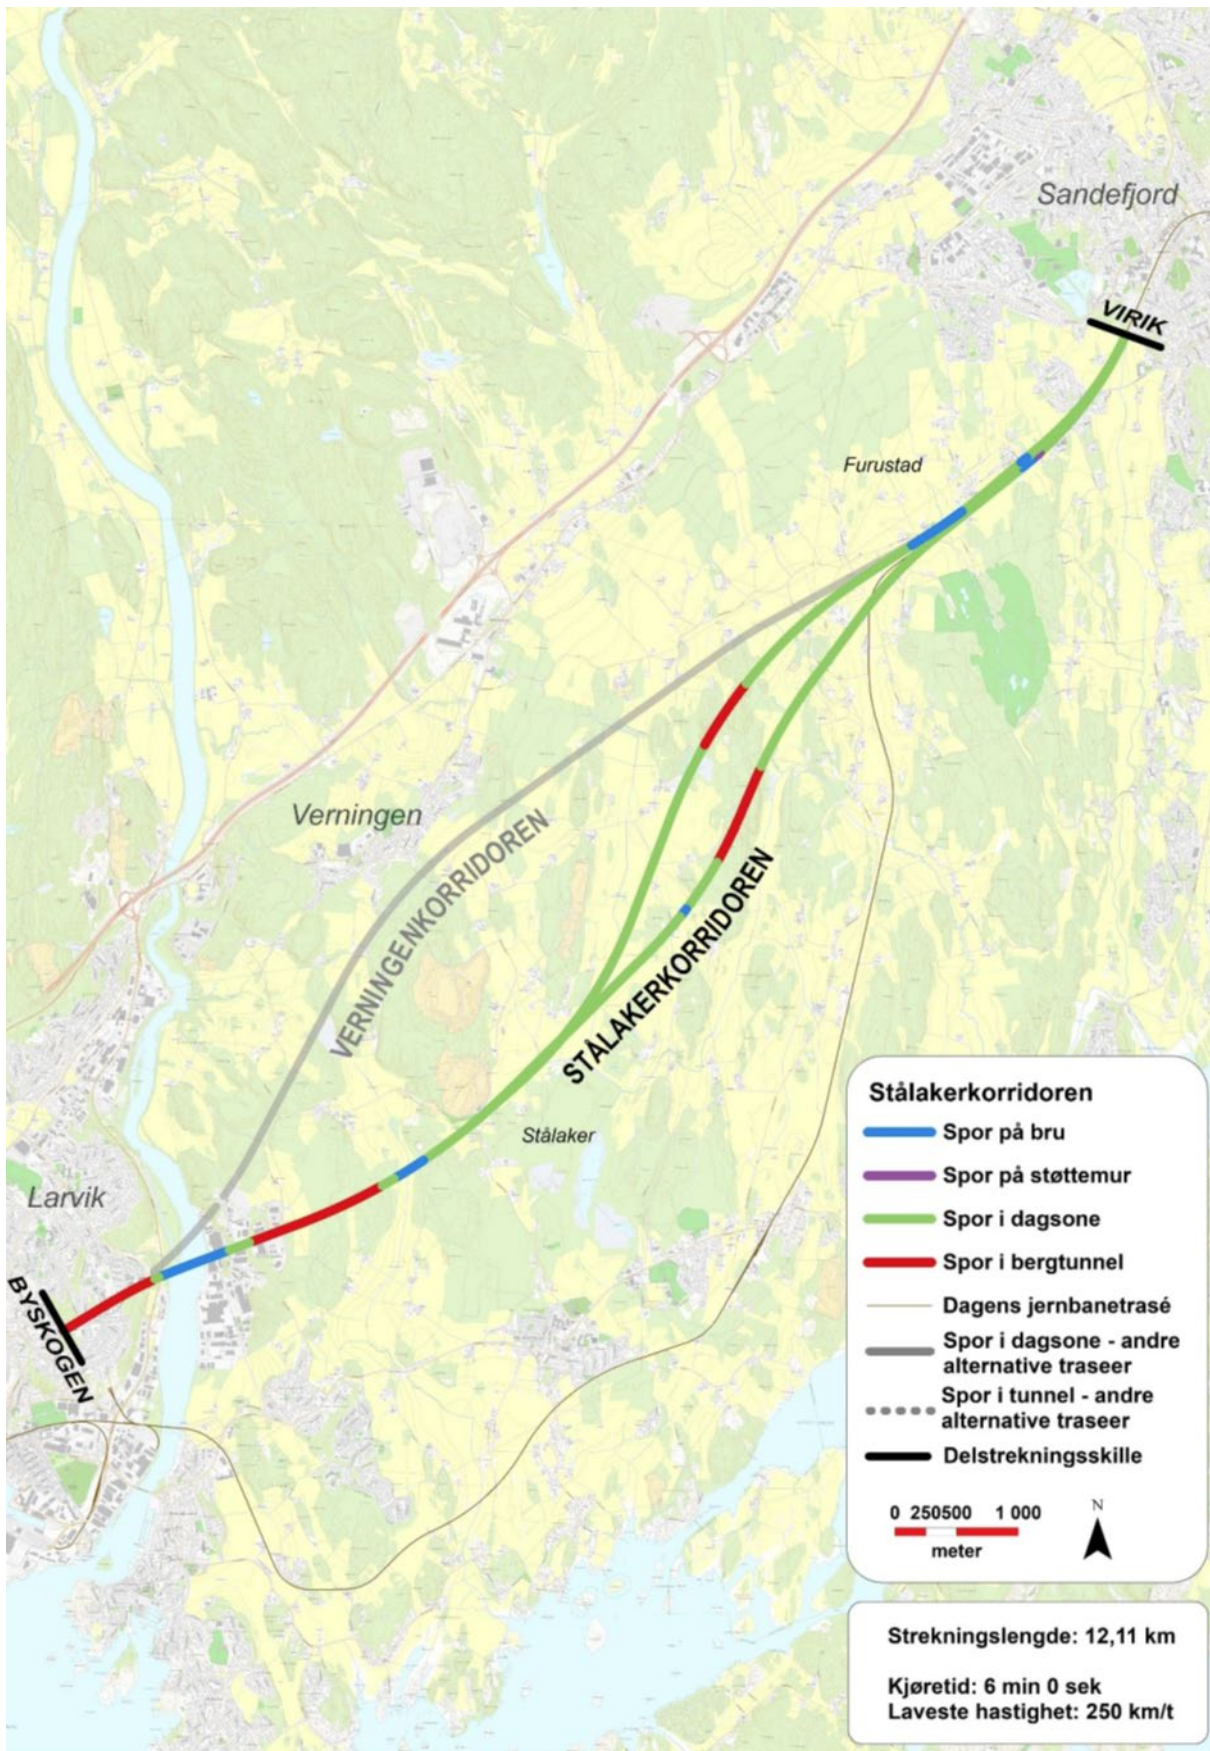 Sandefjord
VIRIK
Furustad
Verningen
VERNINGENKORRIDOREN
STÅLAKERKORRIDOREN
Stålaker
Larvik
BYSKOGEN
Stålakerkorridoren
Spor på bru
Spor på støttemur
Spor i dagsone
Spor i bergtunnel
Dagens jernbanetrasé
Spor i dagsone - andre
alternative traseer
Spor i tunnel - andre
alternative traseer
Delstrekningsskille
0 250500 1 000
meter
N
Strekningslengde: 12,11 km
Kjøretid: 6 min 0 sek
Laveste hastighet: 250 km/t